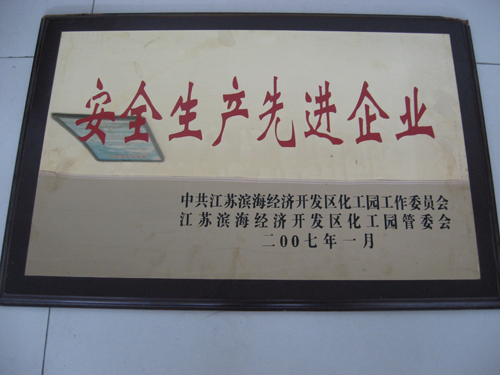 安全生产先进企业
中共江苏滨海经济开发区化工园工作委员会
江苏滨海经济开发区化工园管委会
二00七年一月